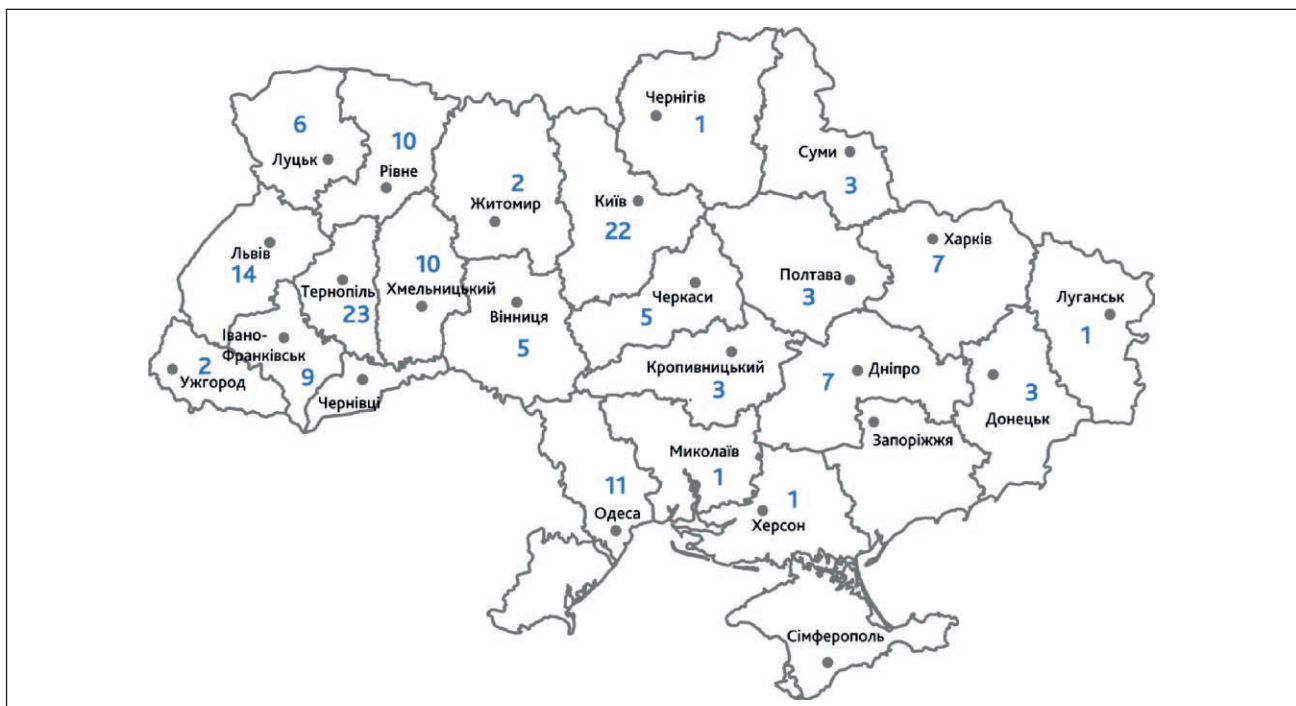 Чернігів
1
6
Луцьк
10
Рівне
2
Житомир
Київ
22
Суми
3
Львів
14
Тернопіль
23
10
Хмельницький
Вінниця
5
Черкаси
5
Полтава
3
Харків
7
Луганськ
1
Івано-
Франківськ
9
2
Ужгород
Чернівці
Кропивницький
3
7
Дніпро
3
Донецьк
Запоріжжя
Миколаїв
1
11
Одеса
1
Херсон
Сімферополь